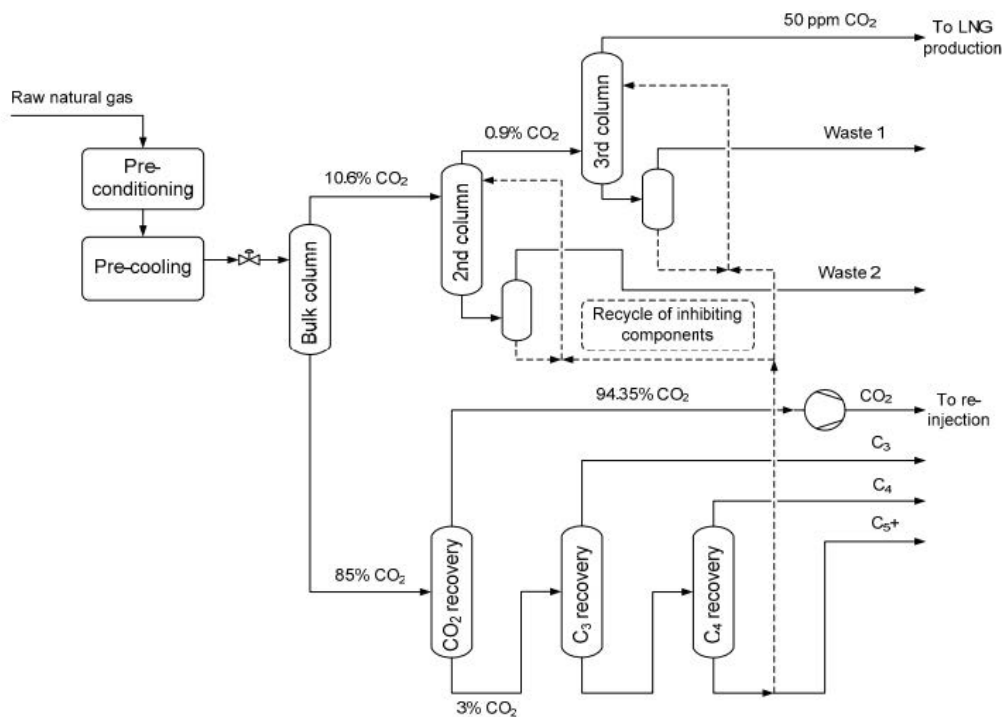 50 ppm CO₂
To LNG
production
Raw natural gas
3rd column
0.9% CO₂
Waste 1
Pre-
conditioning
10.6% CO₂
2nd column
Pre-cooling
Bulk column
Waste 2
Recycle of inhibiting
components
94.35% CO₂
CO₂
To re-
injection
C₃
C₄
C₅+
85% CO₂
CO₂ recovery
C₃ recovery
C₄ recovery
3% CO₂